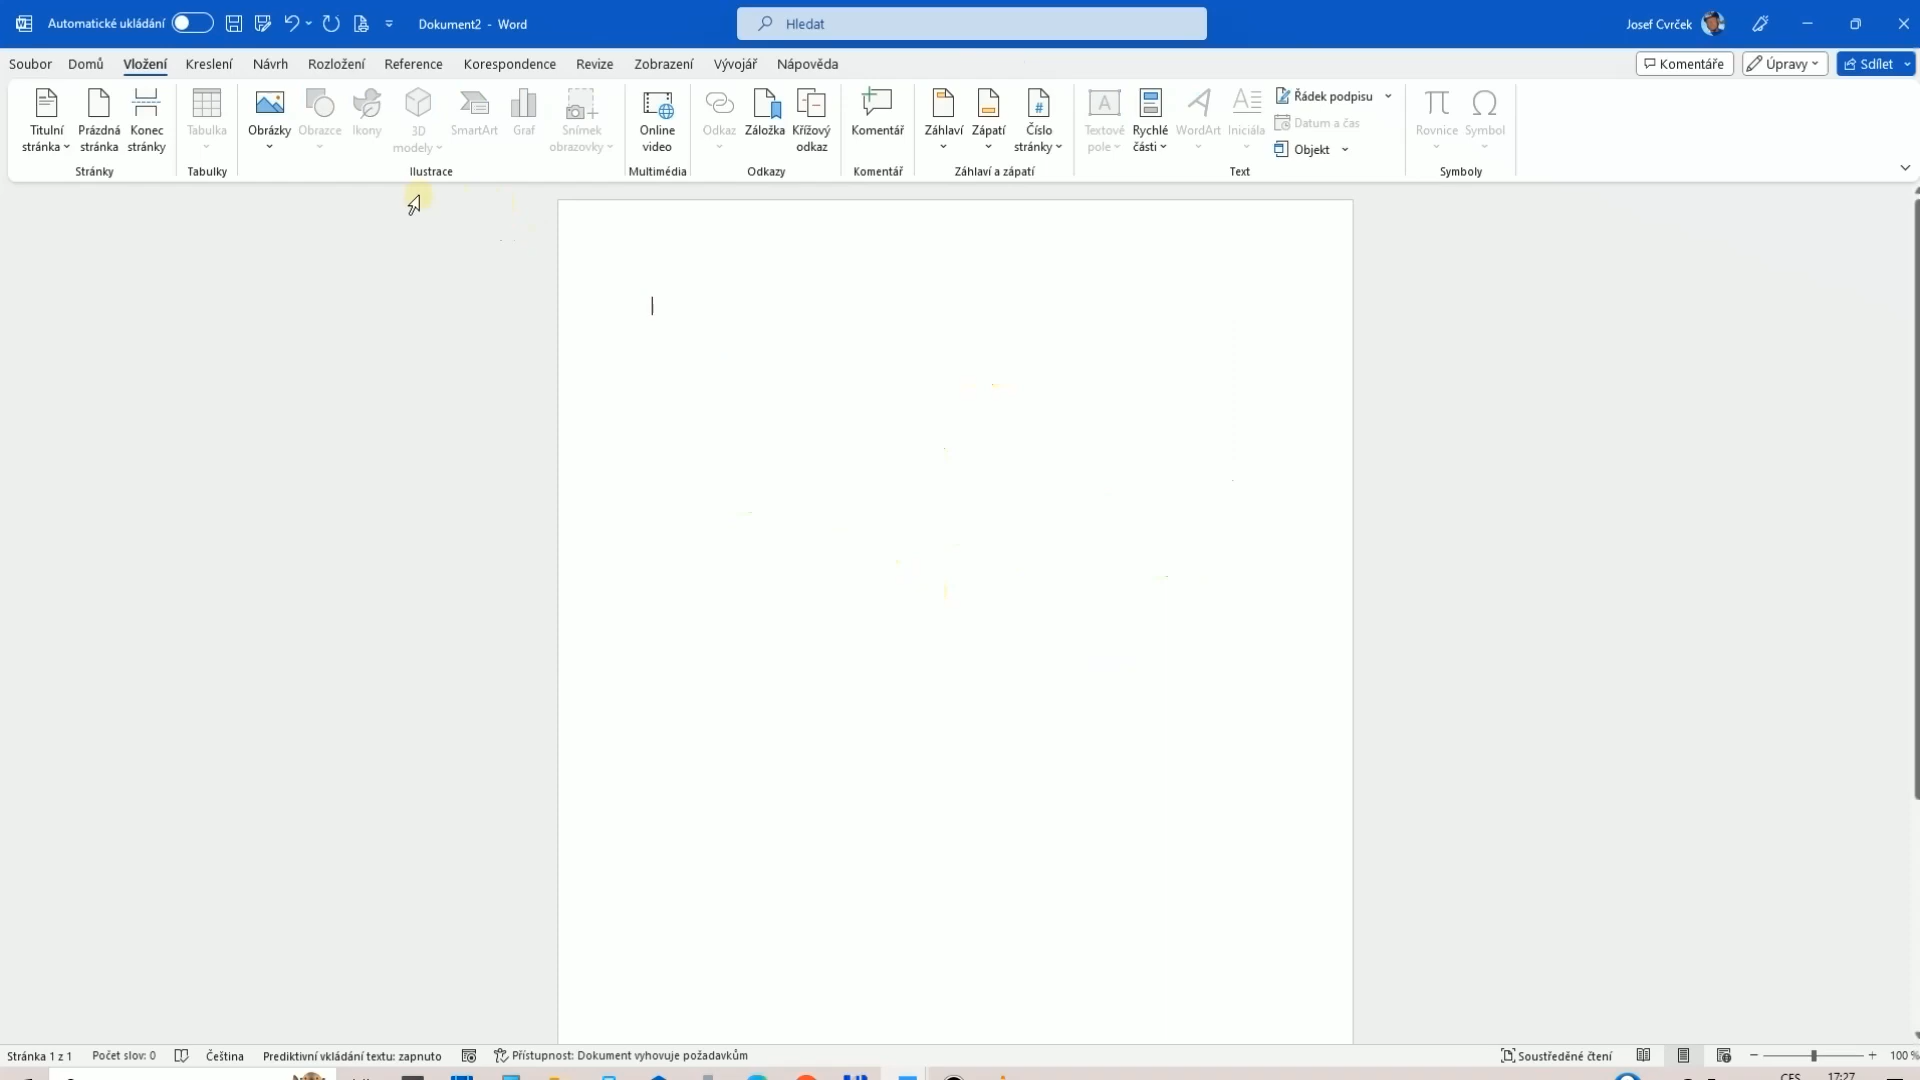 Automatické ukládání
Dokument2 - Word
Hledat
Josef Cvrček
Soubor Domů Vložení Kreslení Návrh Rozložení Reference Korespondence Revize Zobrazení Vývojář Nápověda
Komentáře Úpravy Sdílet
Titulní stránka
Prázdná stránka
Konec stránky
Stránky
Tabulka
Tabulky
Obrázky
Obrazce
Ikony
3D modely
SmartArt
Graf
Snímek obrazovky
Ilustrace
Online video
Multimédia
Odkaz
Záložka
Křížový odkaz
Odkazy
Komentář
Komentář
Záhlaví
Zápatí
Číslo stránky
Záhlaví a zápatí
Textové pole
Rychlé části
WordArt
Iniciála
Řádek podpisu
Datum a čas
Objekt
Text
Rovnice
Symbol
Symboly
Stránka 1 z 1 Počet slov: 0 Čeština Prediktivní vkládání textu: zapnuto Přístupnost: Dokument vyhovuje požadavkům
Soustředěné čtení 100 %
CES 17:27